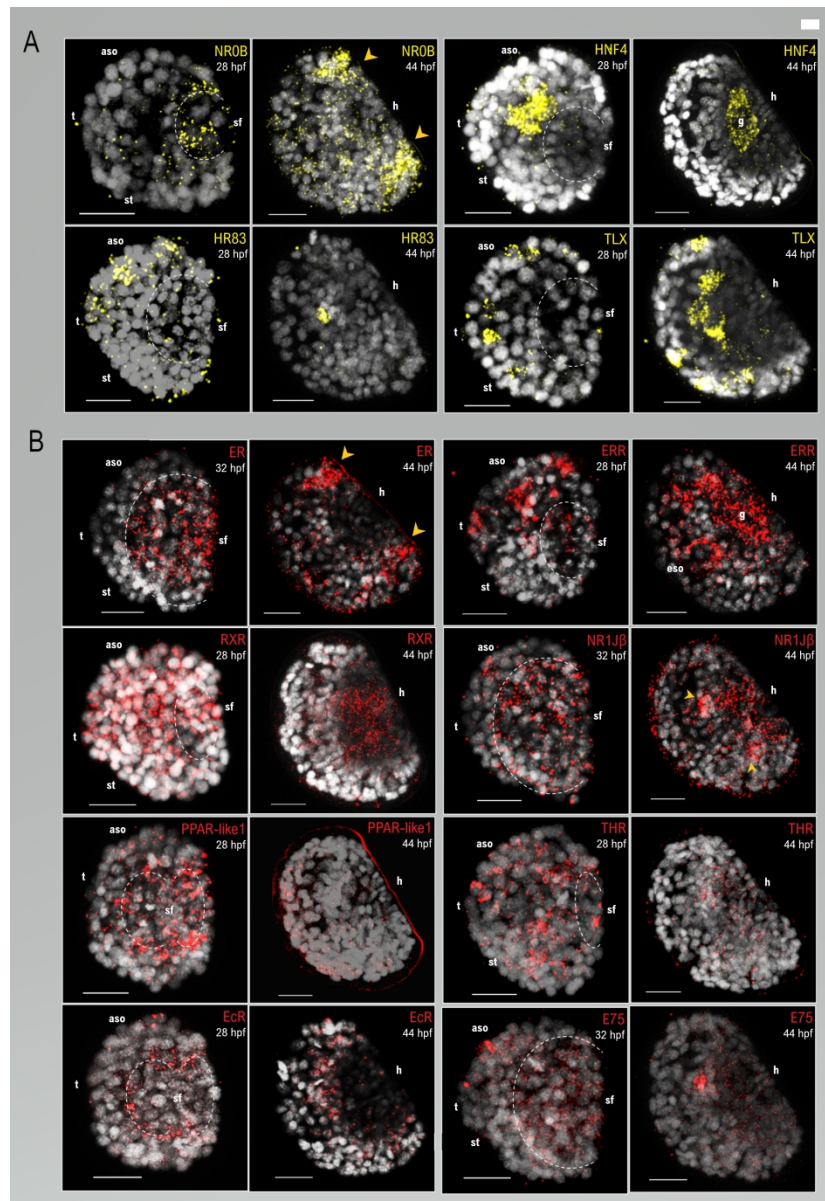 A
aso
NR0B
28 hpf
t
sf
st
NR0B
44 hpf
h
aso
HNF4
28 hpf
t
sf
st
HNF4
44 hpf
h
g
aso
HR83
28 hpf
t
sf
st
HR83
44 hpf
h
aso
TLX
28 hpf
t
sf
st
TLX
44 hpf
h
B
aso
ER
32 hpf
t
sf
st
ER
44 hpf
h
aso
ERR
28 hpf
t
sf
st
ERR
44 hpf
h
g
eso
aso
RXR
28 hpf
t
sf
st
RXR
44 hpf
h
aso
NR1Jβ
32 hpf
t
sf
NR1Jβ
44 hpf
h
aso
PPAR-like1
28 hpf
t
sf
PPAR-like1
44 hpf
h
aso
THR
28 hpf
t
sf
st
THR
44 hpf
h
aso
EcR
28 hpf
t
sf
EcR
44 hpf
h
aso
E75
32 hpf
t
sf
st
E75
44 hpf
h